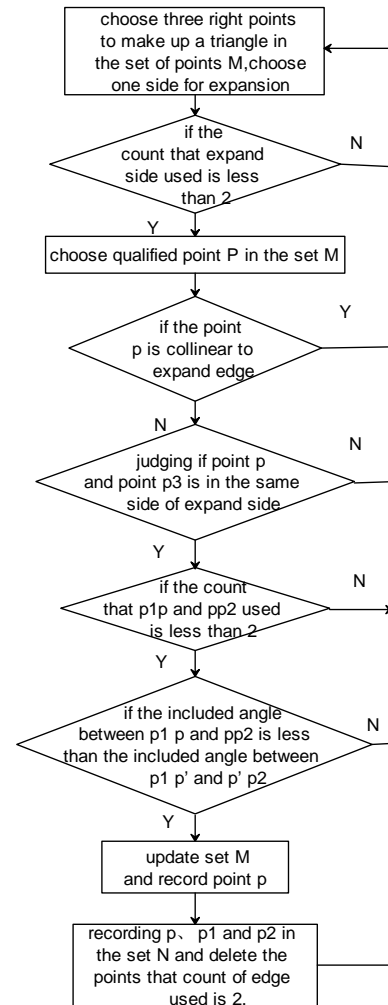 choose three right points
to make up a triangle in
the set of points M,choose
one side for expansion
if the
count that expand
side used is less
than 2
N
Y
choose qualified point P in the set M
if the point
p is collinear to
expand edge
Y
N
judging if point p
and point p3 is in the same
side of expand side
N
Y
if the count
that p1p and pp2 used
is less than 2
N
Y
if the included angle
between p1 p and pp2 is less
than the included angle between
p1 p’ and p’ p2
N
Y
update set M
and record point p
recording p、 p1 and p2 in
the set N and delete the
points that count of edge
used is 2.